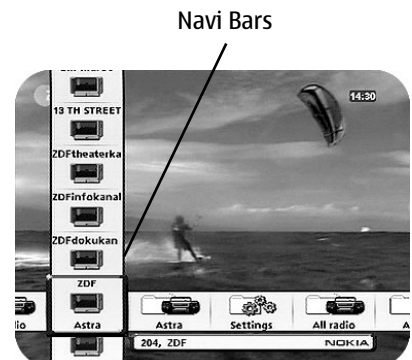 Navi Bars
14:30
13 TH STREET
ZDFtheaterka
ZDFinfokanal
ZDFdokukan
ZDF
Astra
Astra
Settings
All radio
204, ZDF
NOKIA